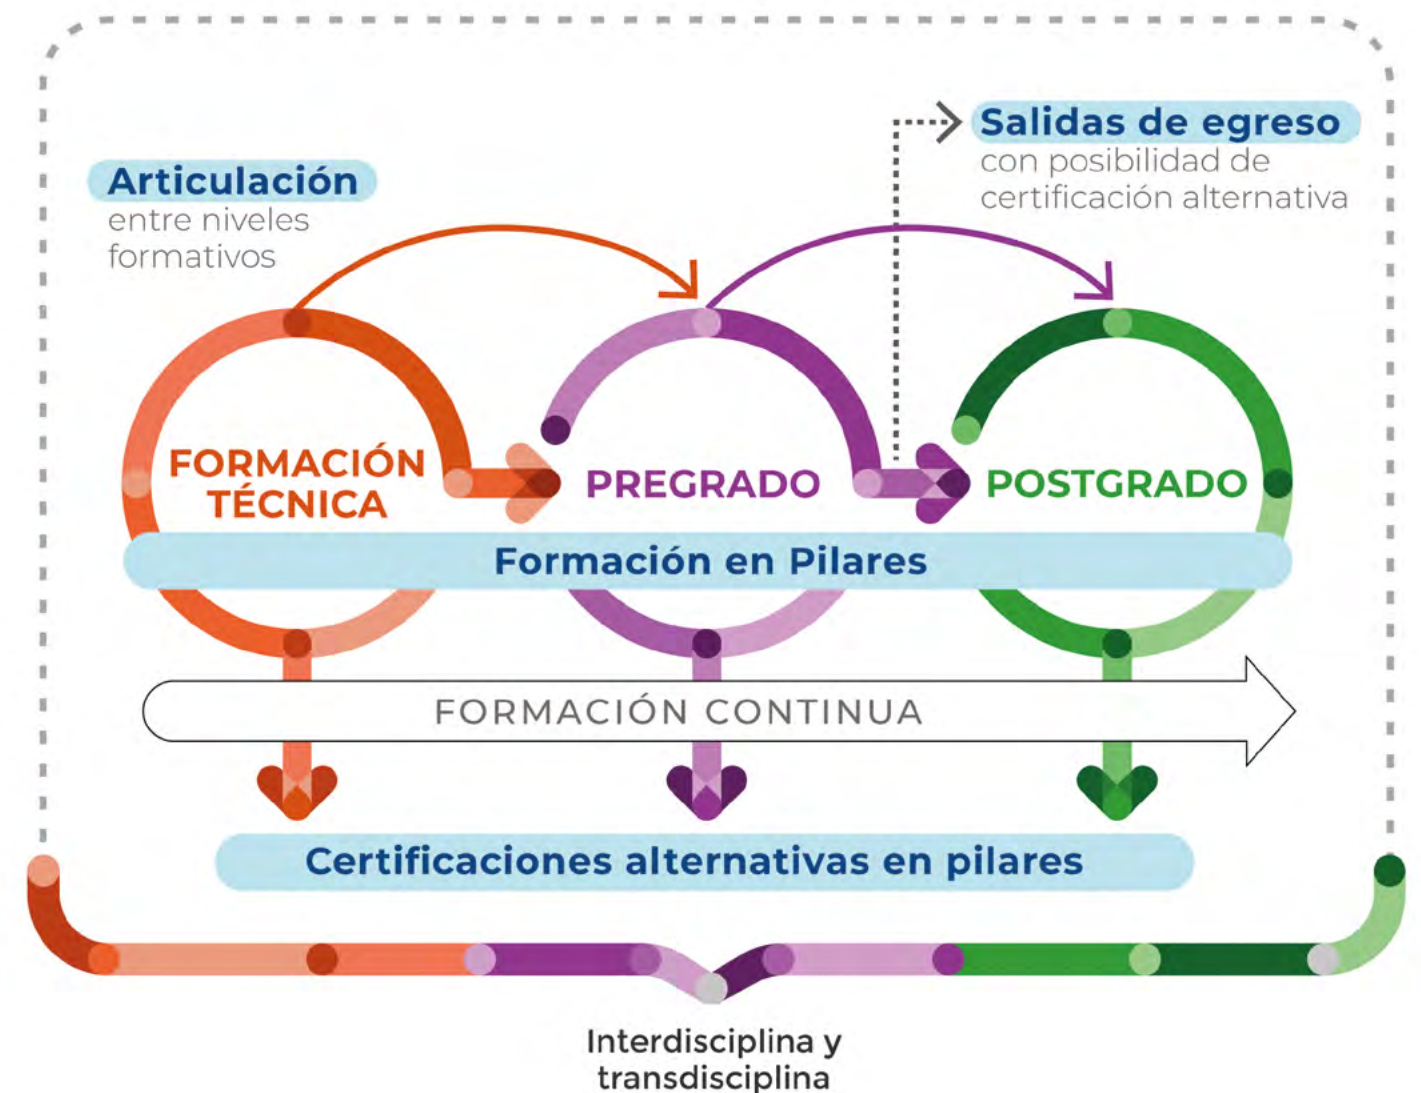 Articulación
entre niveles
formativos
Salidas de egreso
con posibilidad de
certificación alternativa
FORMACIÓN
TÉCNICA
PREGRADO
POSTGRADO
Formación en Pilares
FORMACIÓN CONTINUA
Certificaciones alternativas en pilares
Interdisciplina y
transdisciplina